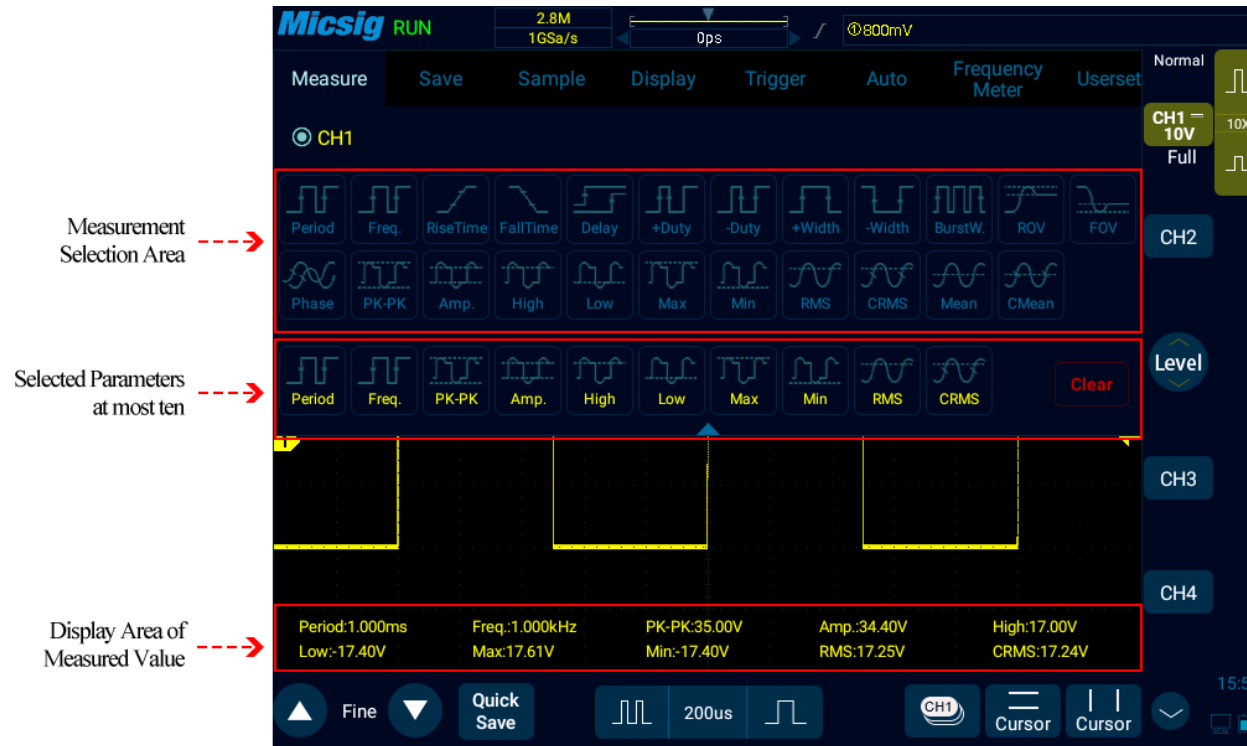 Micsig RUN 2.8M 1GSa/s 0ps ①800mV
Measure Save Sample Display Trigger Auto Frequency Meter Userset
Normal
CH1
10V
10X
Full
CH1
Measurement
Selection Area
Period Freq. RiseTime FallTime Delay +Duty -Duty +Width -Width BurstW. ROV FOV
Phase PK-PK Amp. High Low Max Min RMS CRMS Mean CMean
CH2
Selected Parameters
at most ten
Period Freq. PK-PK Amp. High Low Max Min RMS CRMS Clear
Level
CH3
CH4
Display Area of
Measured Value
Period:1.000ms Freq.:1.000kHz PK-PK:35.00V Amp.:34.40V High:17.00V
Low:-17.40V Max:17.61V Min:-17.40V RMS:17.25V CRMS:17.24V
Fine Quick Save 200us CH1 Cursor Cursor